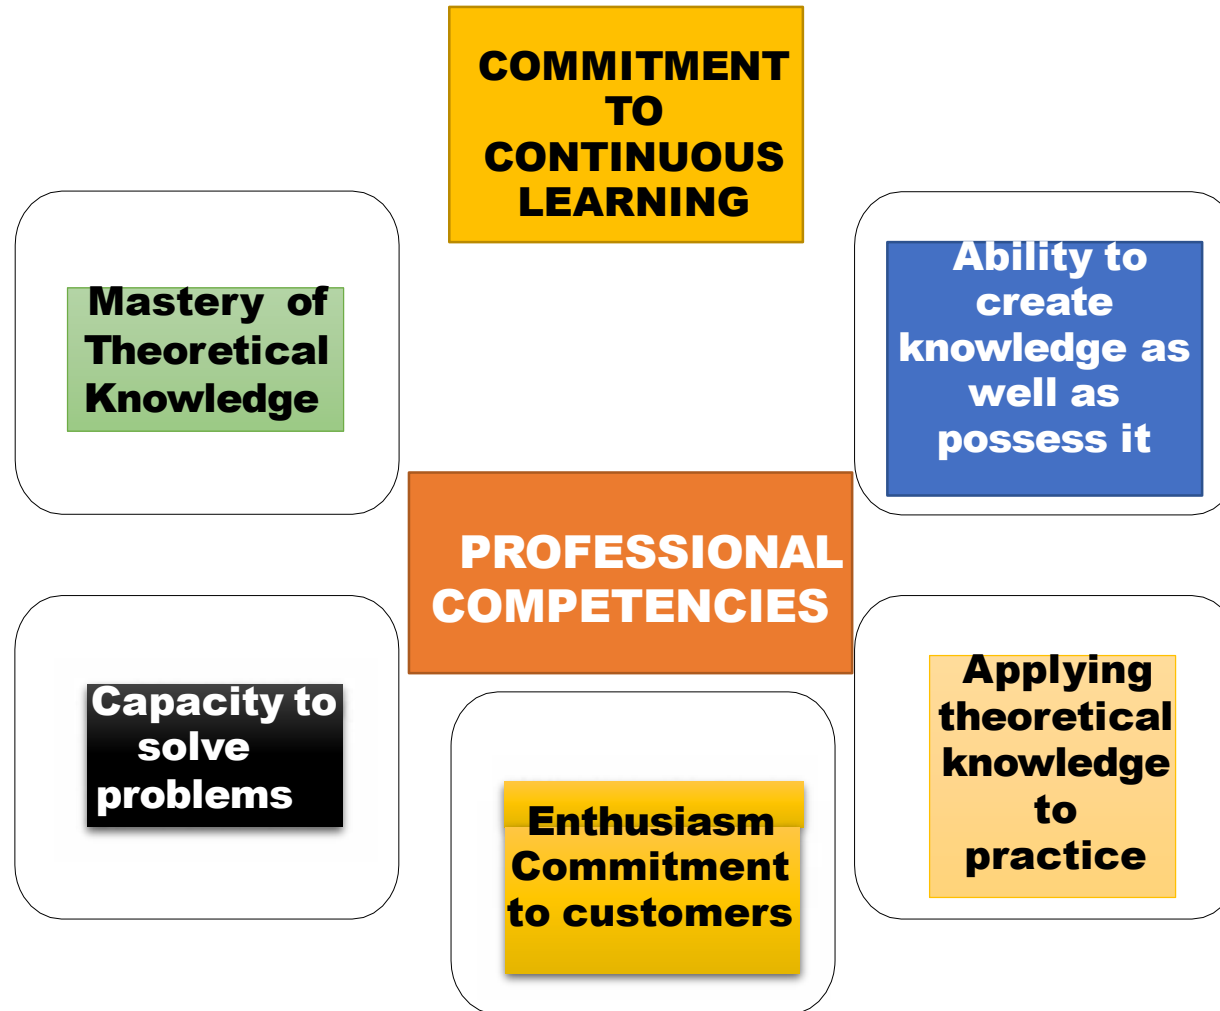 COMMITMENT
TO
CONTINUOUS
LEARNING
Mastery of
Theoretical
Knowledge
Ability to
create
knowledge as
well as
possess it
PROFESSIONAL
COMPETENCIES
Capacity to
solve
problems
Enthusiasm
Commitment
to customers
Applying
theoretical
knowledge
to
practice